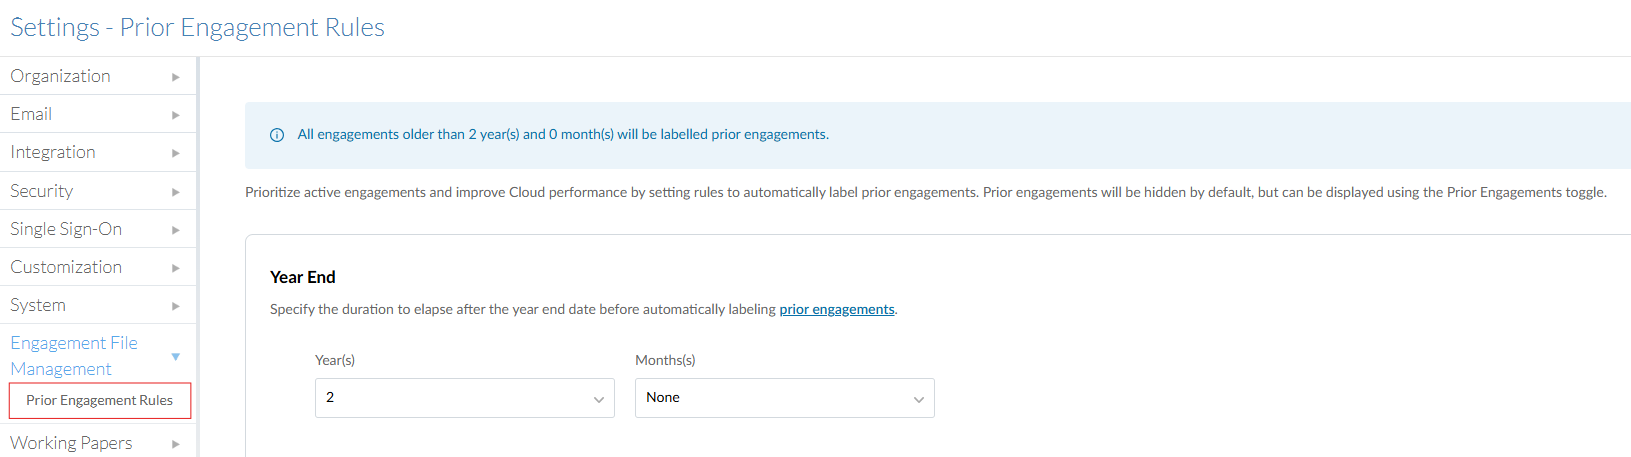 Settings - Prior Engagement Rules
Organization
Email
Integration
Security
Single Sign-On
Customization
System
Engagement File
Management
Prior Engagement Rules
Working Papers
All engagements older than 2 year(s) and 0 month(s) will be labelled prior engagements.
Prioritize active engagements and improve Cloud performance by setting rules to automatically label prior engagements. Prior engagements will be hidden by default, but can be displayed using the Prior Engagements toggle.
Year End
Specify the duration to elapse after the year end date before automatically labeling prior engagements.
Year(s) Months(s)
2 None